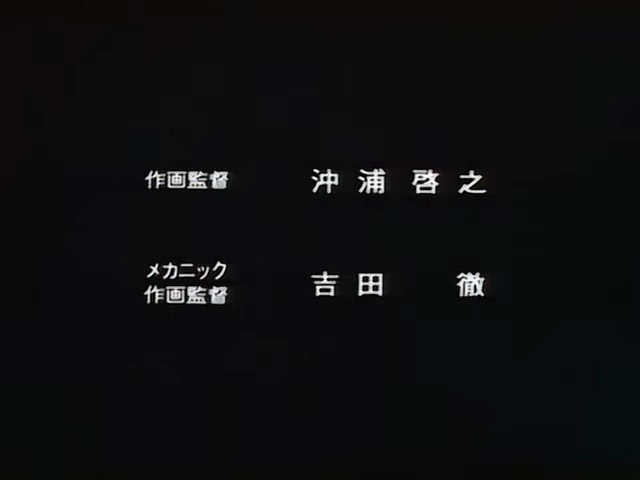 作画監督 沖浦啓之
メカニック
作画監督 吉田 徹